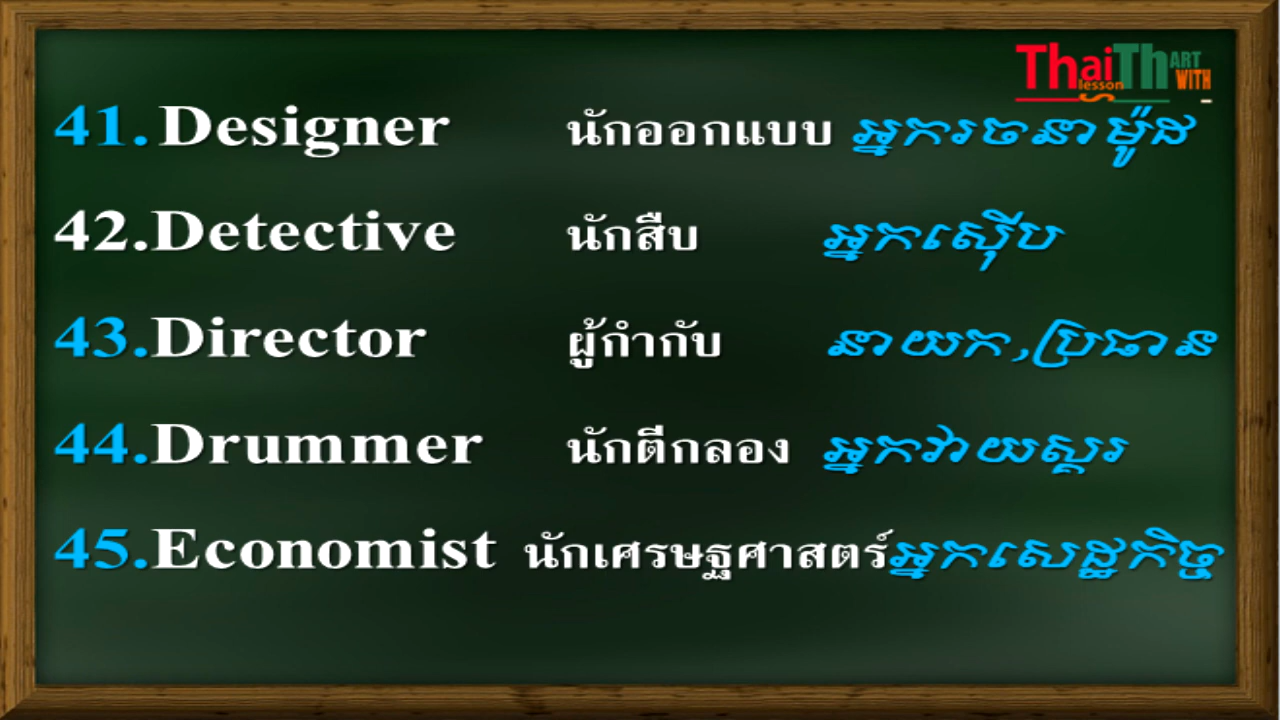 ThaiTh ART WITH
lesson
41. Designer นักออกแบบ អ្នករចនាម៉ូដ
42.Detective นักสืบ អ្នកស៊ើប
43.Director ผู้กำกับ នាយក,ប្រធាន
44.Drummer นักตีกลอง អ្នកវាយស្គរ
45.Economist นักเศรษฐศาสตร์ អ្នកសេដ្ឋកិច្ច